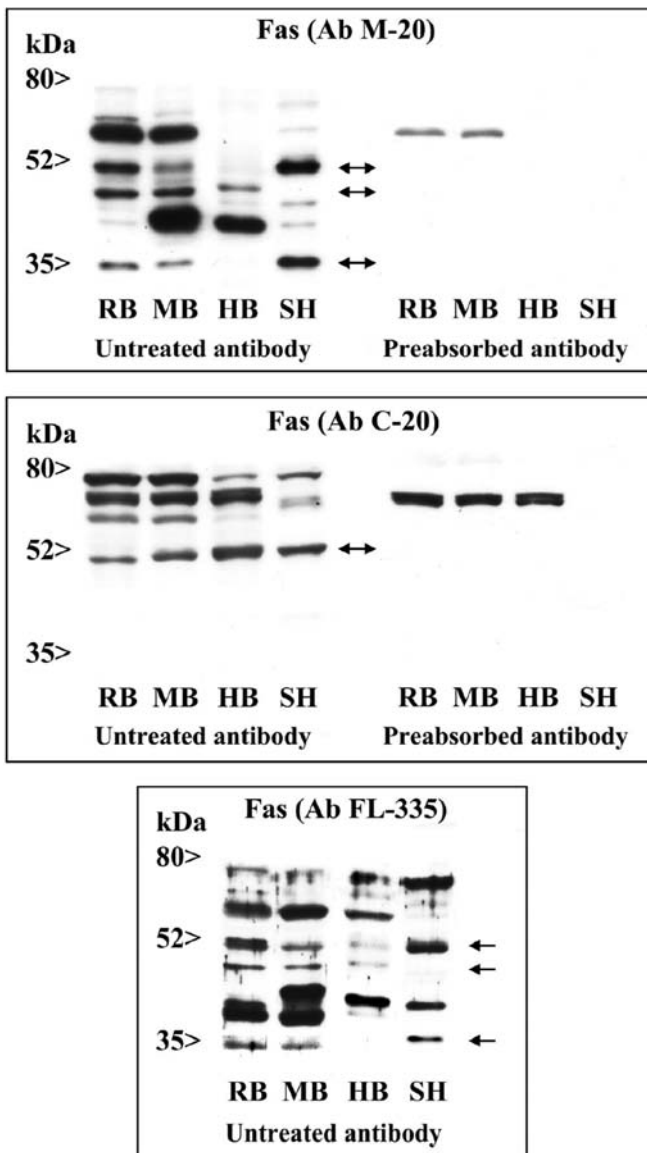 Fas (Ab M-20)
kDa
80>
52>
35>
RB MB HB SH RB MB HB SH
Untreated antibody Preabsorbed antibody
Fas (Ab C-20)
kDa
80>
52>
35>
RB MB HB SH RB MB HB SH
Untreated antibody Preabsorbed antibody
Fas (Ab FL-335)
kDa
80>
52>
35>
RB MB HB SH
Untreated antibody